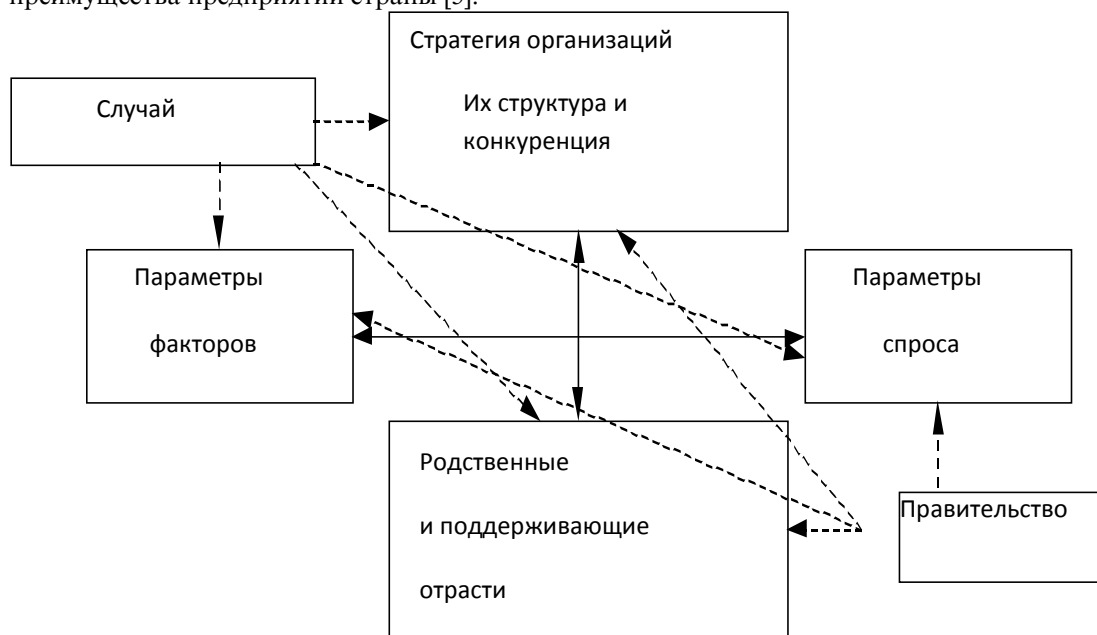 преимущества предприятий страны [5].
Стратегия организаций
Случай
Их структура и
конкуренция
Параметры
факторов
Параметры
спроса
Родственные
и поддерживающие
отрасти
Правительство